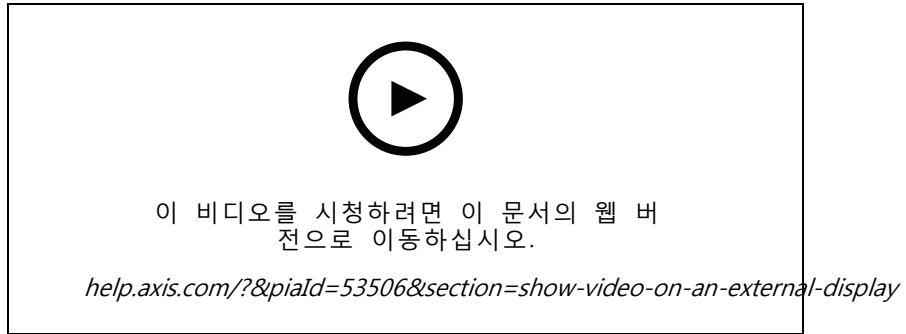 이 비디오를 시청하려면 이 문서의 웹 버
전으로 이동하십시오.
help.axis.com/?&piaId=53506&section=show-video-on-an-external-display